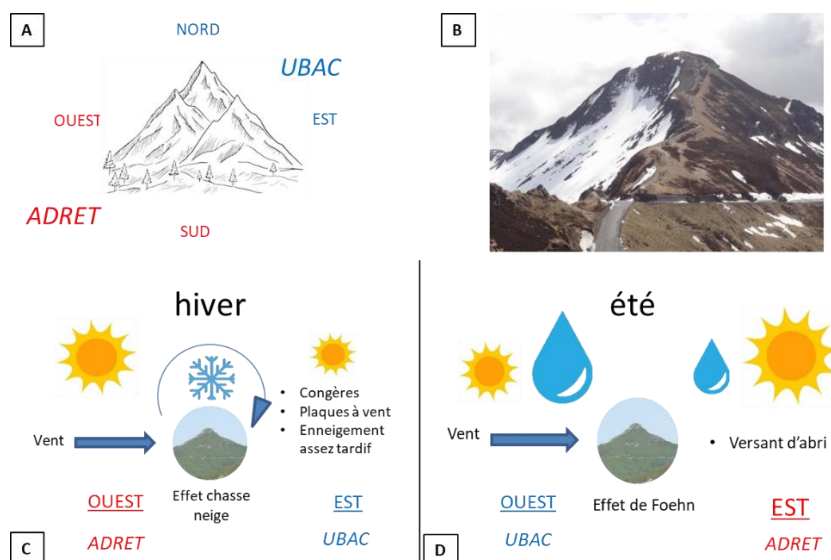 A
NORD
UBAC
OUEST
EST
ADRET
SUD
B
hiver
• Congères
• Plaques à vent
• Enneigement
assez tardif
Vent
Effet chasse
neige
OUEST
ADRET
EST
UBAC
C
été
Vent
• Versant d'abri
Effet de Foehn
OUEST
UBAC
EST
ADRET
D